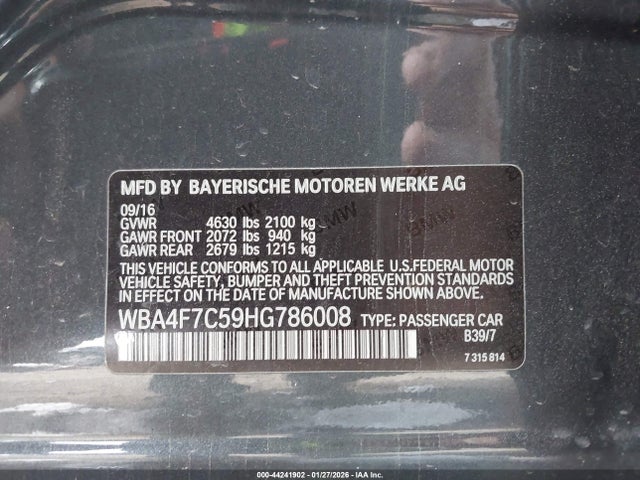 MFD BY BAYERISCHE MOTOREN WERKE AG
09/16
GVWR 4630 lbs 2100 kg
GAWR FRONT 2072 lbs 940 kg
GAWR REAR 2679 lbs 1215 kg
THIS VEHICLE CONFORMS TO ALL APPLICABLE U.S.FEDERAL MOTOR
VEHICLE SAFETY, BUMPER AND THEFT PREVENTION STANDARDS
IN EFFECT ON THE DATE OF MANUFACTURE SHOWN ABOVE.
WBA4F7C59HG786008 TYPE: PASSENGER CAR
B39/7
7 315 814
000-44241902 - 01/27/2026 - IAA Inc.